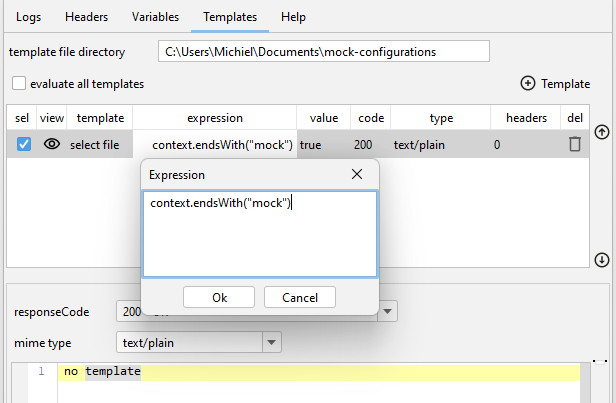 Logs Headers Variables Templates Help
template file directory C:\Users\Michiel\Documents\mock-configurations
evaluate all templates Template
sel view template expression value code type headers del
select file context.endsWith("mock") true 200 text/plain 0
Expression
context.endsWith("mock")
Ok Cancel
responseCode 200
mime type text/plain
1 no template